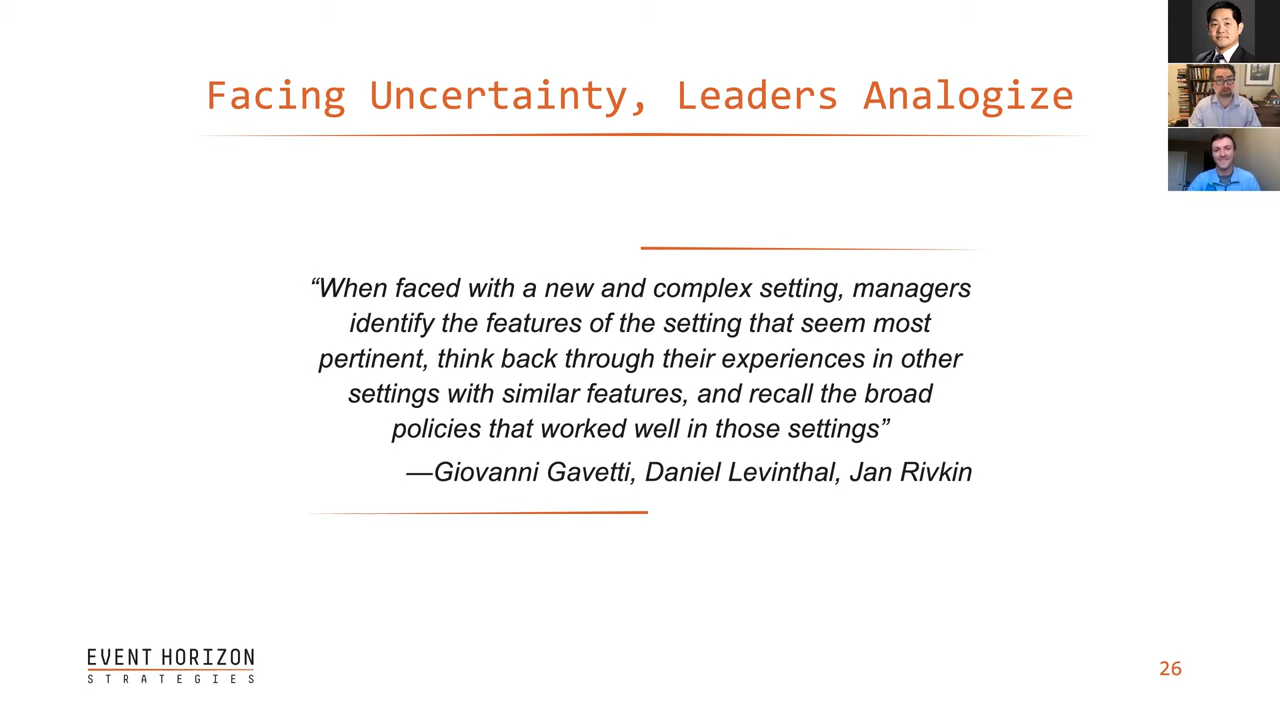 Facing Uncertainty, Leaders Analogize
“When faced with a new and complex setting, managers
identify the features of the setting that seem most
pertinent, think back through their experiences in other
settings with similar features, and recall the broad
policies that worked well in those settings”
—Giovanni Gavetti, Daniel Levinthal, Jan Rivkin
EVENT HORIZON
STRATEGIES
26